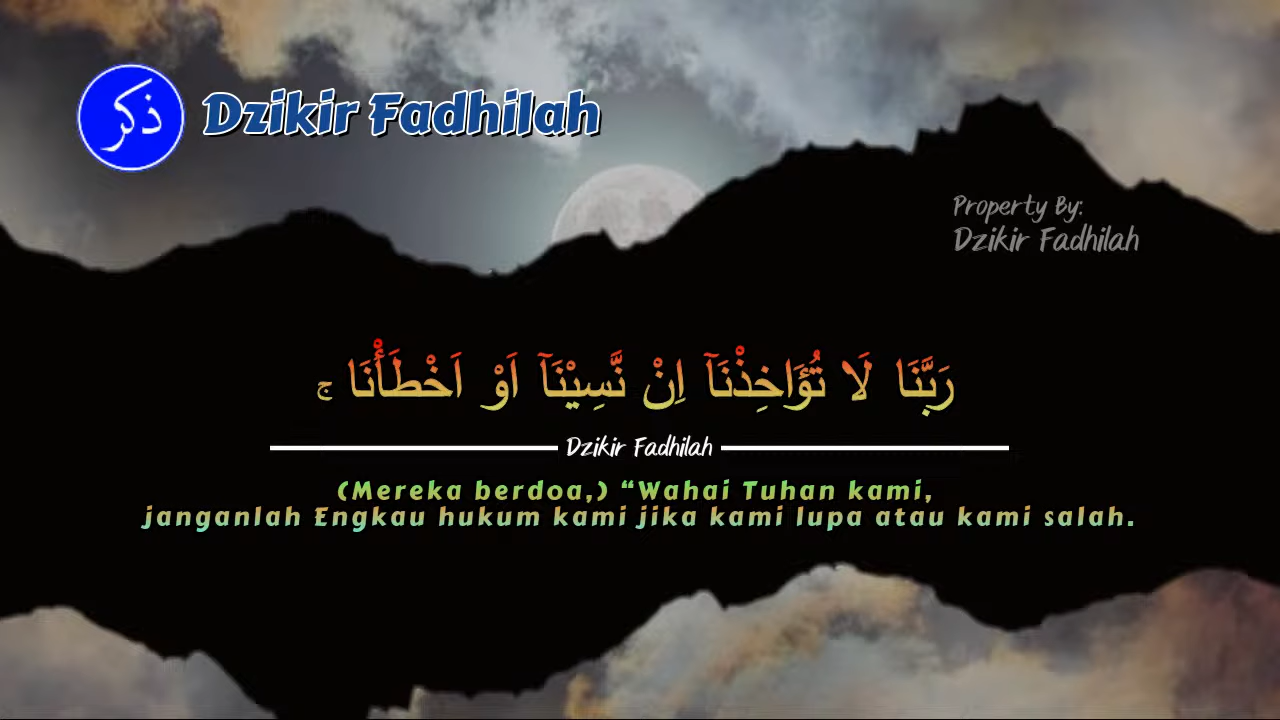 ذكر
Dzikir Fadhilah
Property By:
Dzikir Fadhilah
رَبَّنَا لَا تُؤَاخِذْنَآ اِنْ نَّسِيْنَآ اَوْ اَخْطَأْنَا ۚ
Dzikir Fadhilah
(Mereka berdoa,) “Wahai Tuhan kami,
janganlah Engkau hukum kami jika kami lupa atau kami salah.